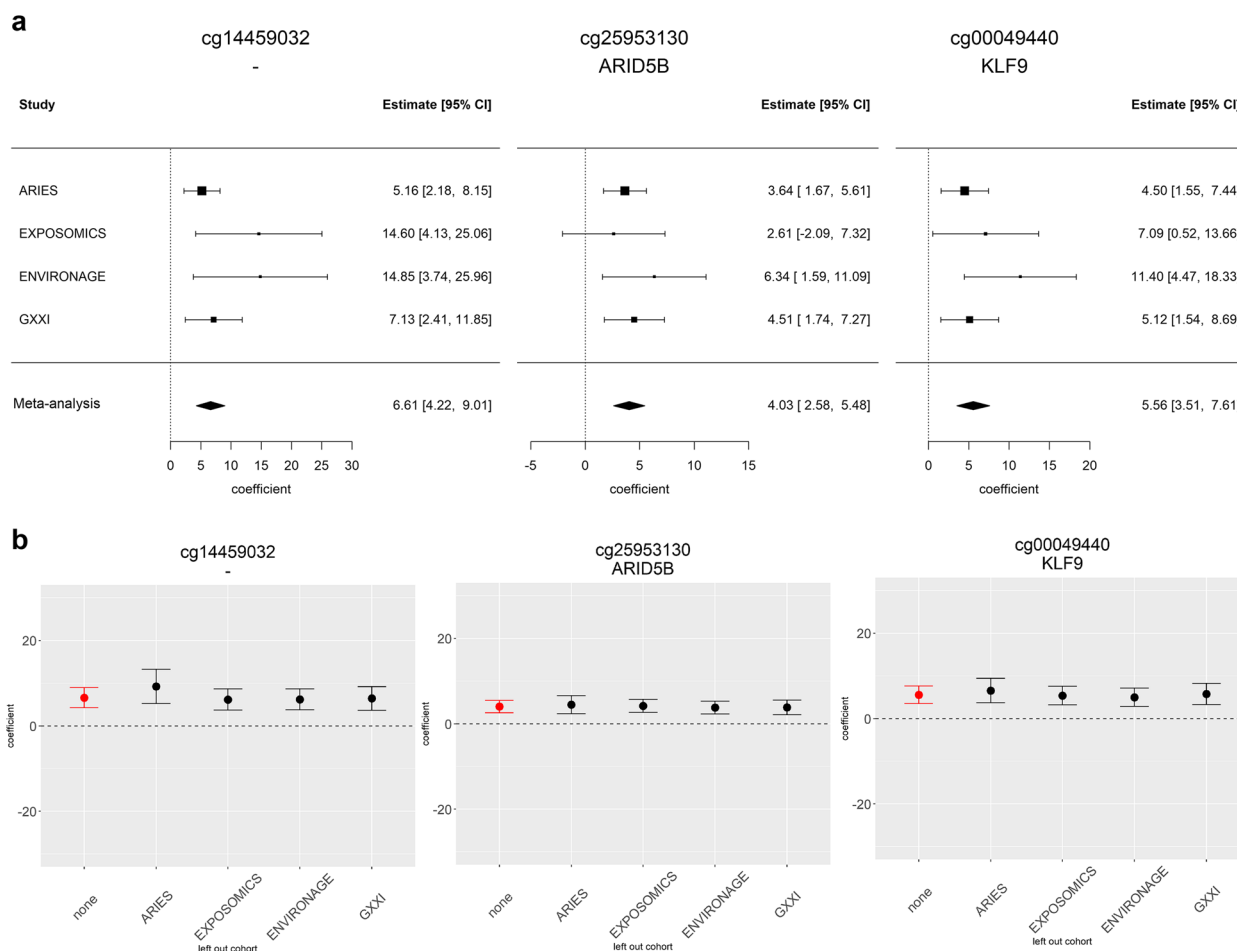 a
cg14459032
-
cg25953130
ARID5B
cg00049440
KLF9
Study Estimate [95% CI] Estimate [95% CI] Estimate [95% CI]
ARIES 5.16 [2.18, 8.15] 3.64 [ 1.67, 5.61] 4.50 [1.55, 7.44
EXPOSOMICS 14.60 [4.13, 25.06] 2.61 [-2.09, 7.32] 7.09 [0.52, 13.66
ENVIRONAGE 14.85 [3.74, 25.96] 6.34 [ 1.59, 11.09] 11.40 [4.47, 18.33
GXXI 7.13 [2.41, 11.85] 4.51 [ 1.74, 7.27] 5.12 [1.54, 8.69
Meta-analysis 6.61 [4.22, 9.01] 4.03 [ 2.58, 5.48] 5.56 [3.51, 7.61
0 5 10 15 20 25 30 -5 0 5 10 15 0 5 10 15 20
coefficient coefficient coefficient
b
cg14459032
-
20
0
-20
coefficient
none ARIES EXPOSOMICS ENVIRONAGE GXXI
left out cohort
cg25953130
ARID5B
20
0
-20
coefficient
none ARIES EXPOSOMICS ENVIRONAGE GXXI
left out cohort
cg00049440
KLF9
20
0
-20
coefficient
none ARIES EXPOSOMICS ENVIRONAGE GXXI
left out cohort